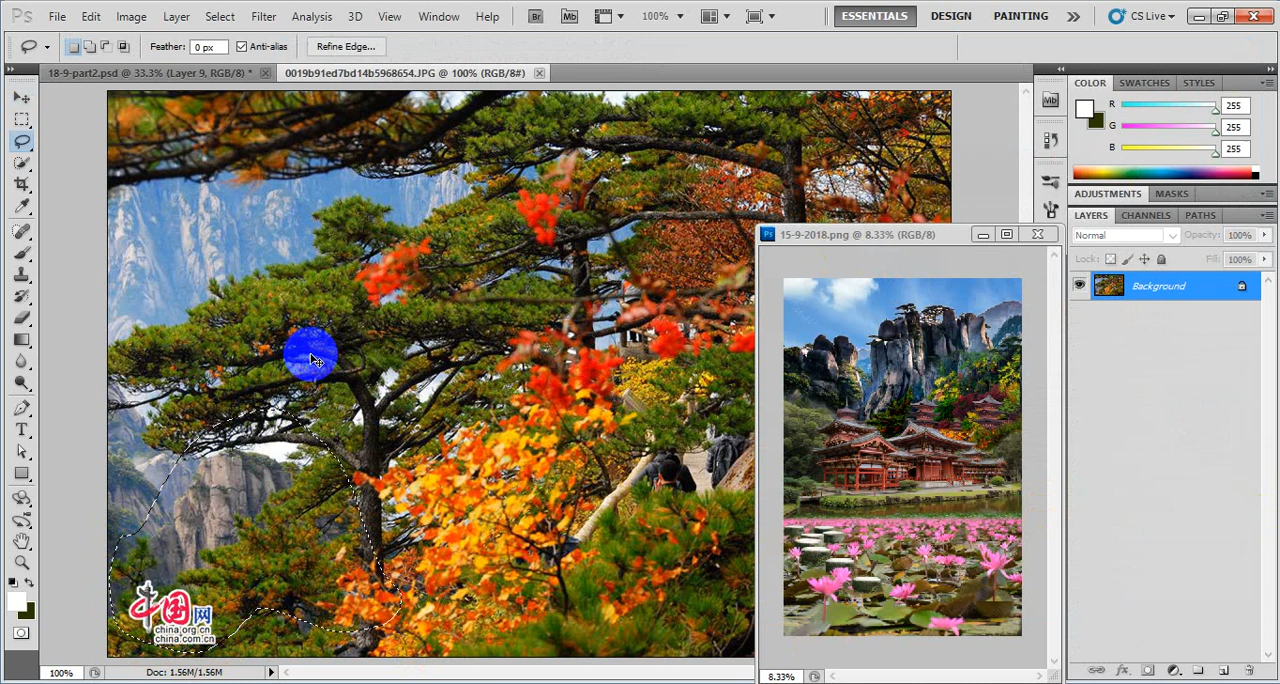 Ps File Edit Image Layer Select Filter Analysis 3D View Window Help Br Mb 100% ESSENTIALS DESIGN PAINTING CS Live
Feather: 0 px Anti-alias Refine Edge...
18-9-part2.psd @ 33.3% (Layer 9, RGB/8) * 0019b91ed7bd14b5968654.JPG @ 100% (RGB/8#)
COLOR SWATCHES STYLES
Mb
R 255
G 255
B 255
ADJUSTMENTS MASKS
LAYERS CHANNELS PATHS
Normal Opacity: 100%
Lock: Fill: 100%
Background
Ps 15-9-2018.png @ 8.33% (RGB/8)
T
中国网
china.org.cn
china.com.cn
100% Doc: 1.56M/1.56M
8.33%
fx